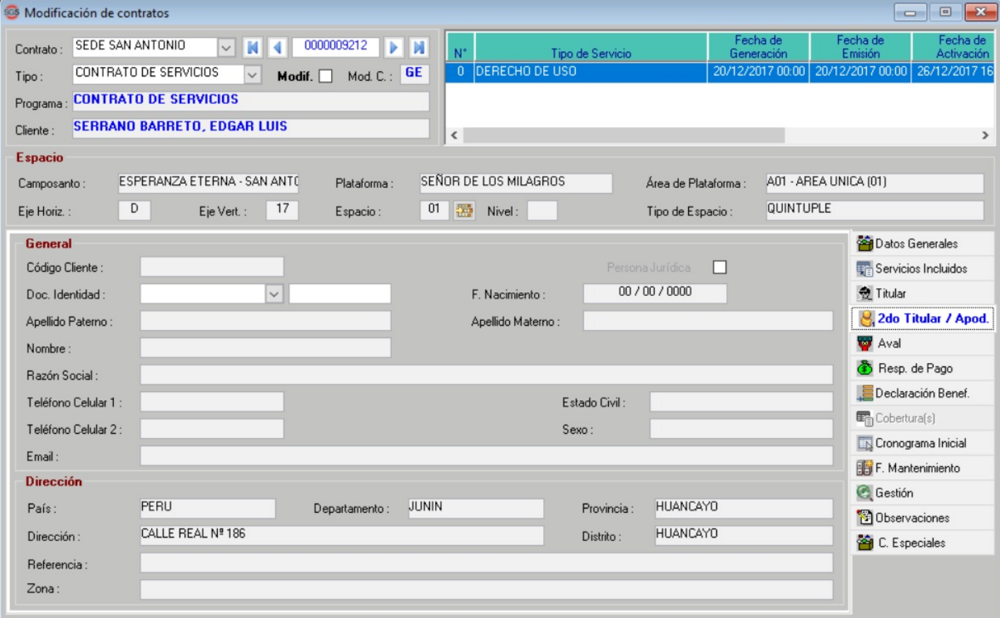 SG5 Modificación de contratos
Contrato : SEDE SAN ANTONIO 0000009212
Tipo : CONTRATO DE SERVICIOS Modif. Mod. C. : GE
Programa : CONTRATO DE SERVICIOS
Cliente : SERRANO BARRETO, EDGAR LUIS
N° Tipo de Servicio Fecha de Generación Fecha de Emisión Fecha de Activación
0 DERECHO DE USO 20/12/2017 00:00 20/12/2017 00:00 26/12/2017 16
Espacio
Camposanto : ESPERANZA ETERNA - SAN ANTO Plataforma : SEÑOR DE LOS MILAGROS Área de Plataforma : A01 - AREA UNICA (01)
Eje Horiz. : D Eje Vert. : 17 Espacio : 01 Nivel : Tipo de Espacio : QUINTUPLE
General
Código Cliente : Persona Jurídica
Doc. Identidad : F. Nacimiento : 00 / 00 / 0000
Apellido Paterno : Apellido Materno :
Nombre :
Razón Social :
Teléfono Celular 1 : Estado Civil :
Teléfono Celular 2 : Sexo :
Email :
Dirección
País : PERU Departamento : JUNIN Provincia : HUANCAYO
Dirección : CALLE REAL Nº 186 Distrito : HUANCAYO
Referencia :
Zona :
Datos Generales
Servicios Incluidos
Titular
2do Titular / Apod.
Aval
Resp. de Pago
Declaración Benef.
Cobertura(s)
Cronograma Inicial
F. Mantenimiento
Gestión
Observaciones
C. Especiales